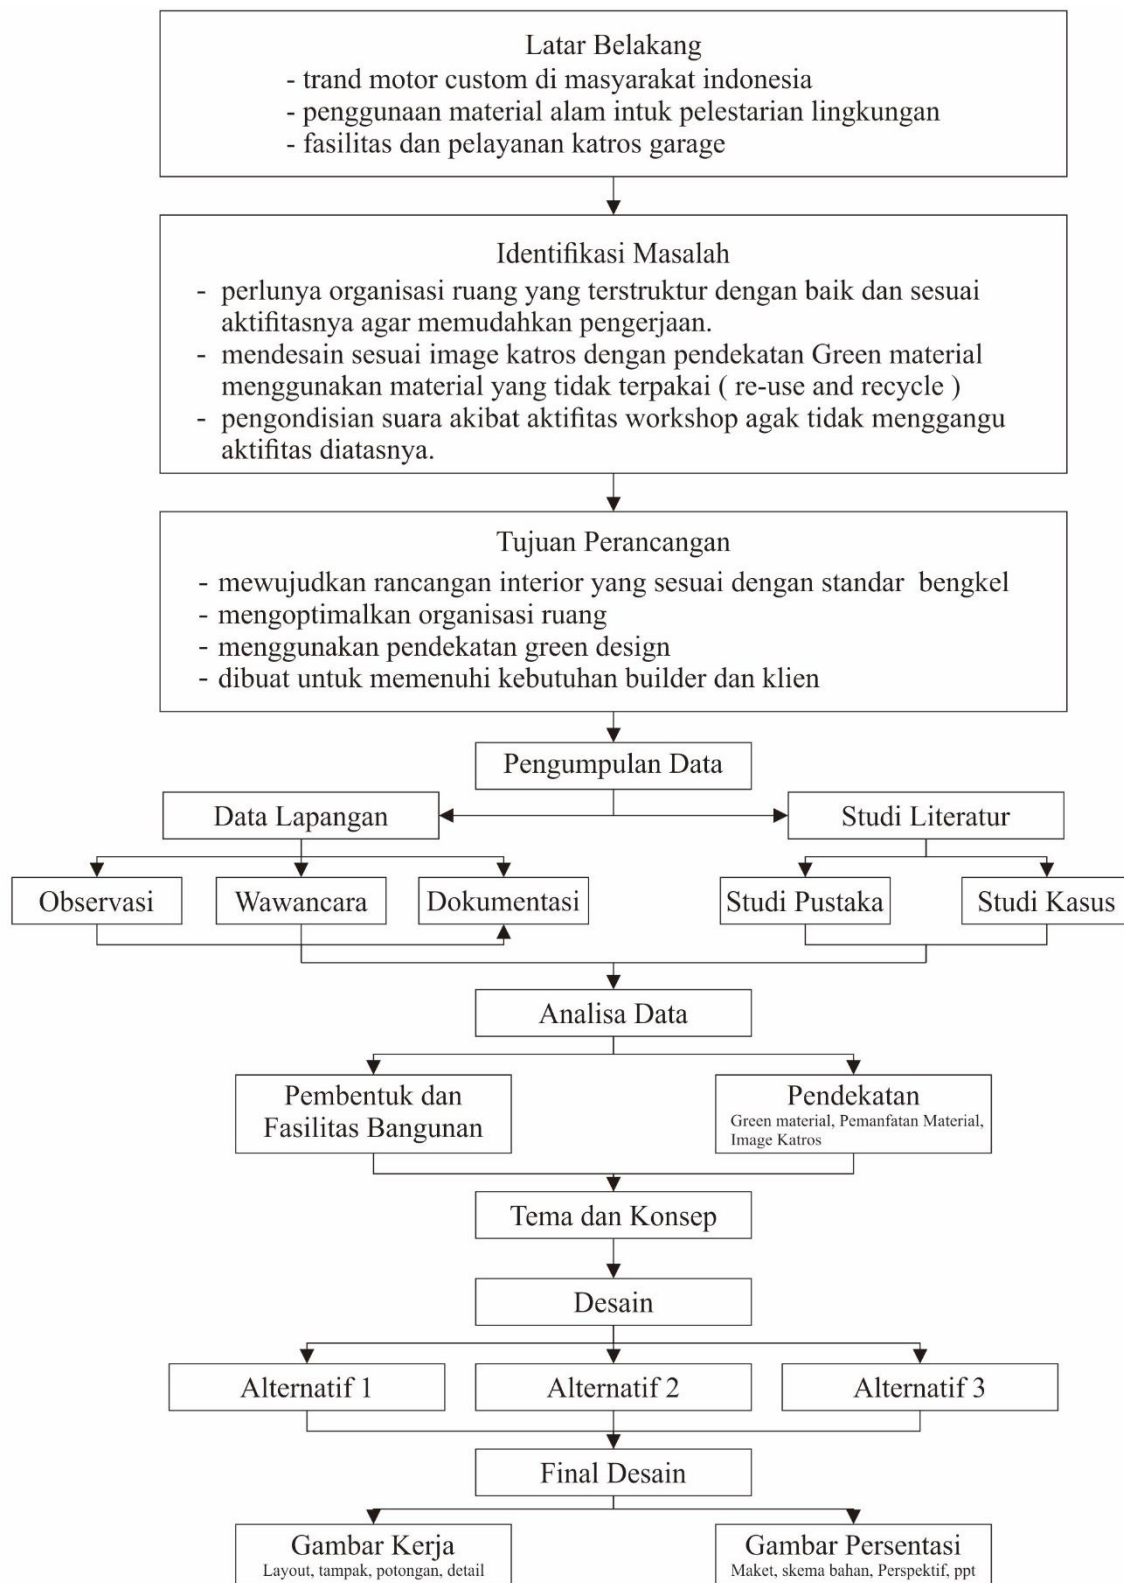 Latar Belakang
- trand motor custom di masyarakat indonesia
- penggunaan material alam intuk pelestarian lingkungan
- fasilitas dan pelayanan katros garage
Identifikasi Masalah
- perlunya organisasi ruang yang terstruktur dengan baik dan sesuai
aktifitasnya agar memudahkan pengerjaan.
- mendesain sesuai image katros dengan pendekatan Green material
menggunakan material yang tidak terpakai ( re-use and recycle )
- pengondisian suara akibat aktifitas workshop agak tidak menggangu
aktifitas diatasnya.
Tujuan Perancangan
- mewujudkan rancangan interior yang sesuai dengan standar bengkel
- mengoptimalkan organisasi ruang
- menggunakan pendekatan green design
- dibuat untuk memenuhi kebutuhan builder dan klien
Pengumpulan Data
Data Lapangan
Studi Literatur
Observasi
Wawancara
Dokumentasi
Studi Pustaka
Studi Kasus
Analisa Data
Pembentuk dan
Fasilitas Bangunan
Pendekatan
Green material, Pemanfatan Material,
Image Katros
Tema dan Konsep
Desain
Alternatif 1
Alternatif 2
Alternatif 3
Final Desain
Gambar Kerja
Layout, tampak, potongan, detail
Gambar Persentasi
Maket, skema bahan, Perspektif, ppt